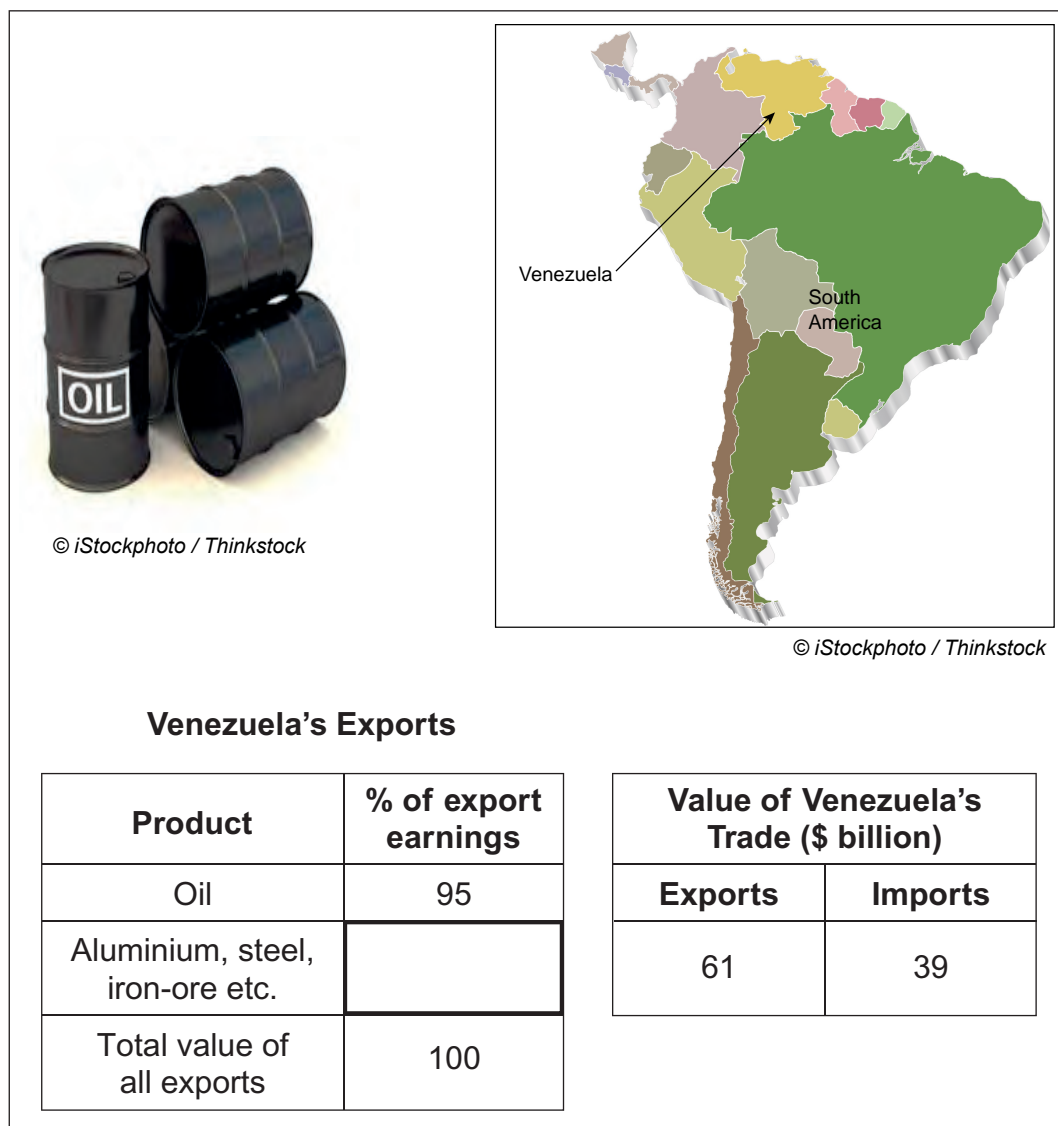 OIL
© iStockphoto / Thinkstock
Venezuela
South
America
© iStockphoto / Thinkstock
Venezuela's Exports
Product
% of export
earnings
Oil
95
Aluminium, steel,
iron-ore etc.
Total value of
all exports
100
Value of Venezuela's
Trade ($ billion)
Exports
Imports
61
39